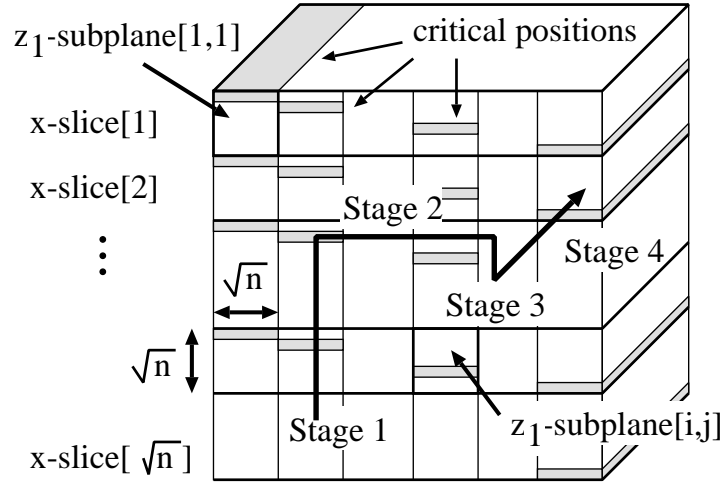 z₁-subplane[1,1]
critical positions
x-slice[1]
x-slice[2]
Stage 2
⋮
Stage 4
√n
Stage 3
√n
Stage 1
z₁-subplane[i,j]
x-slice[ √n ]